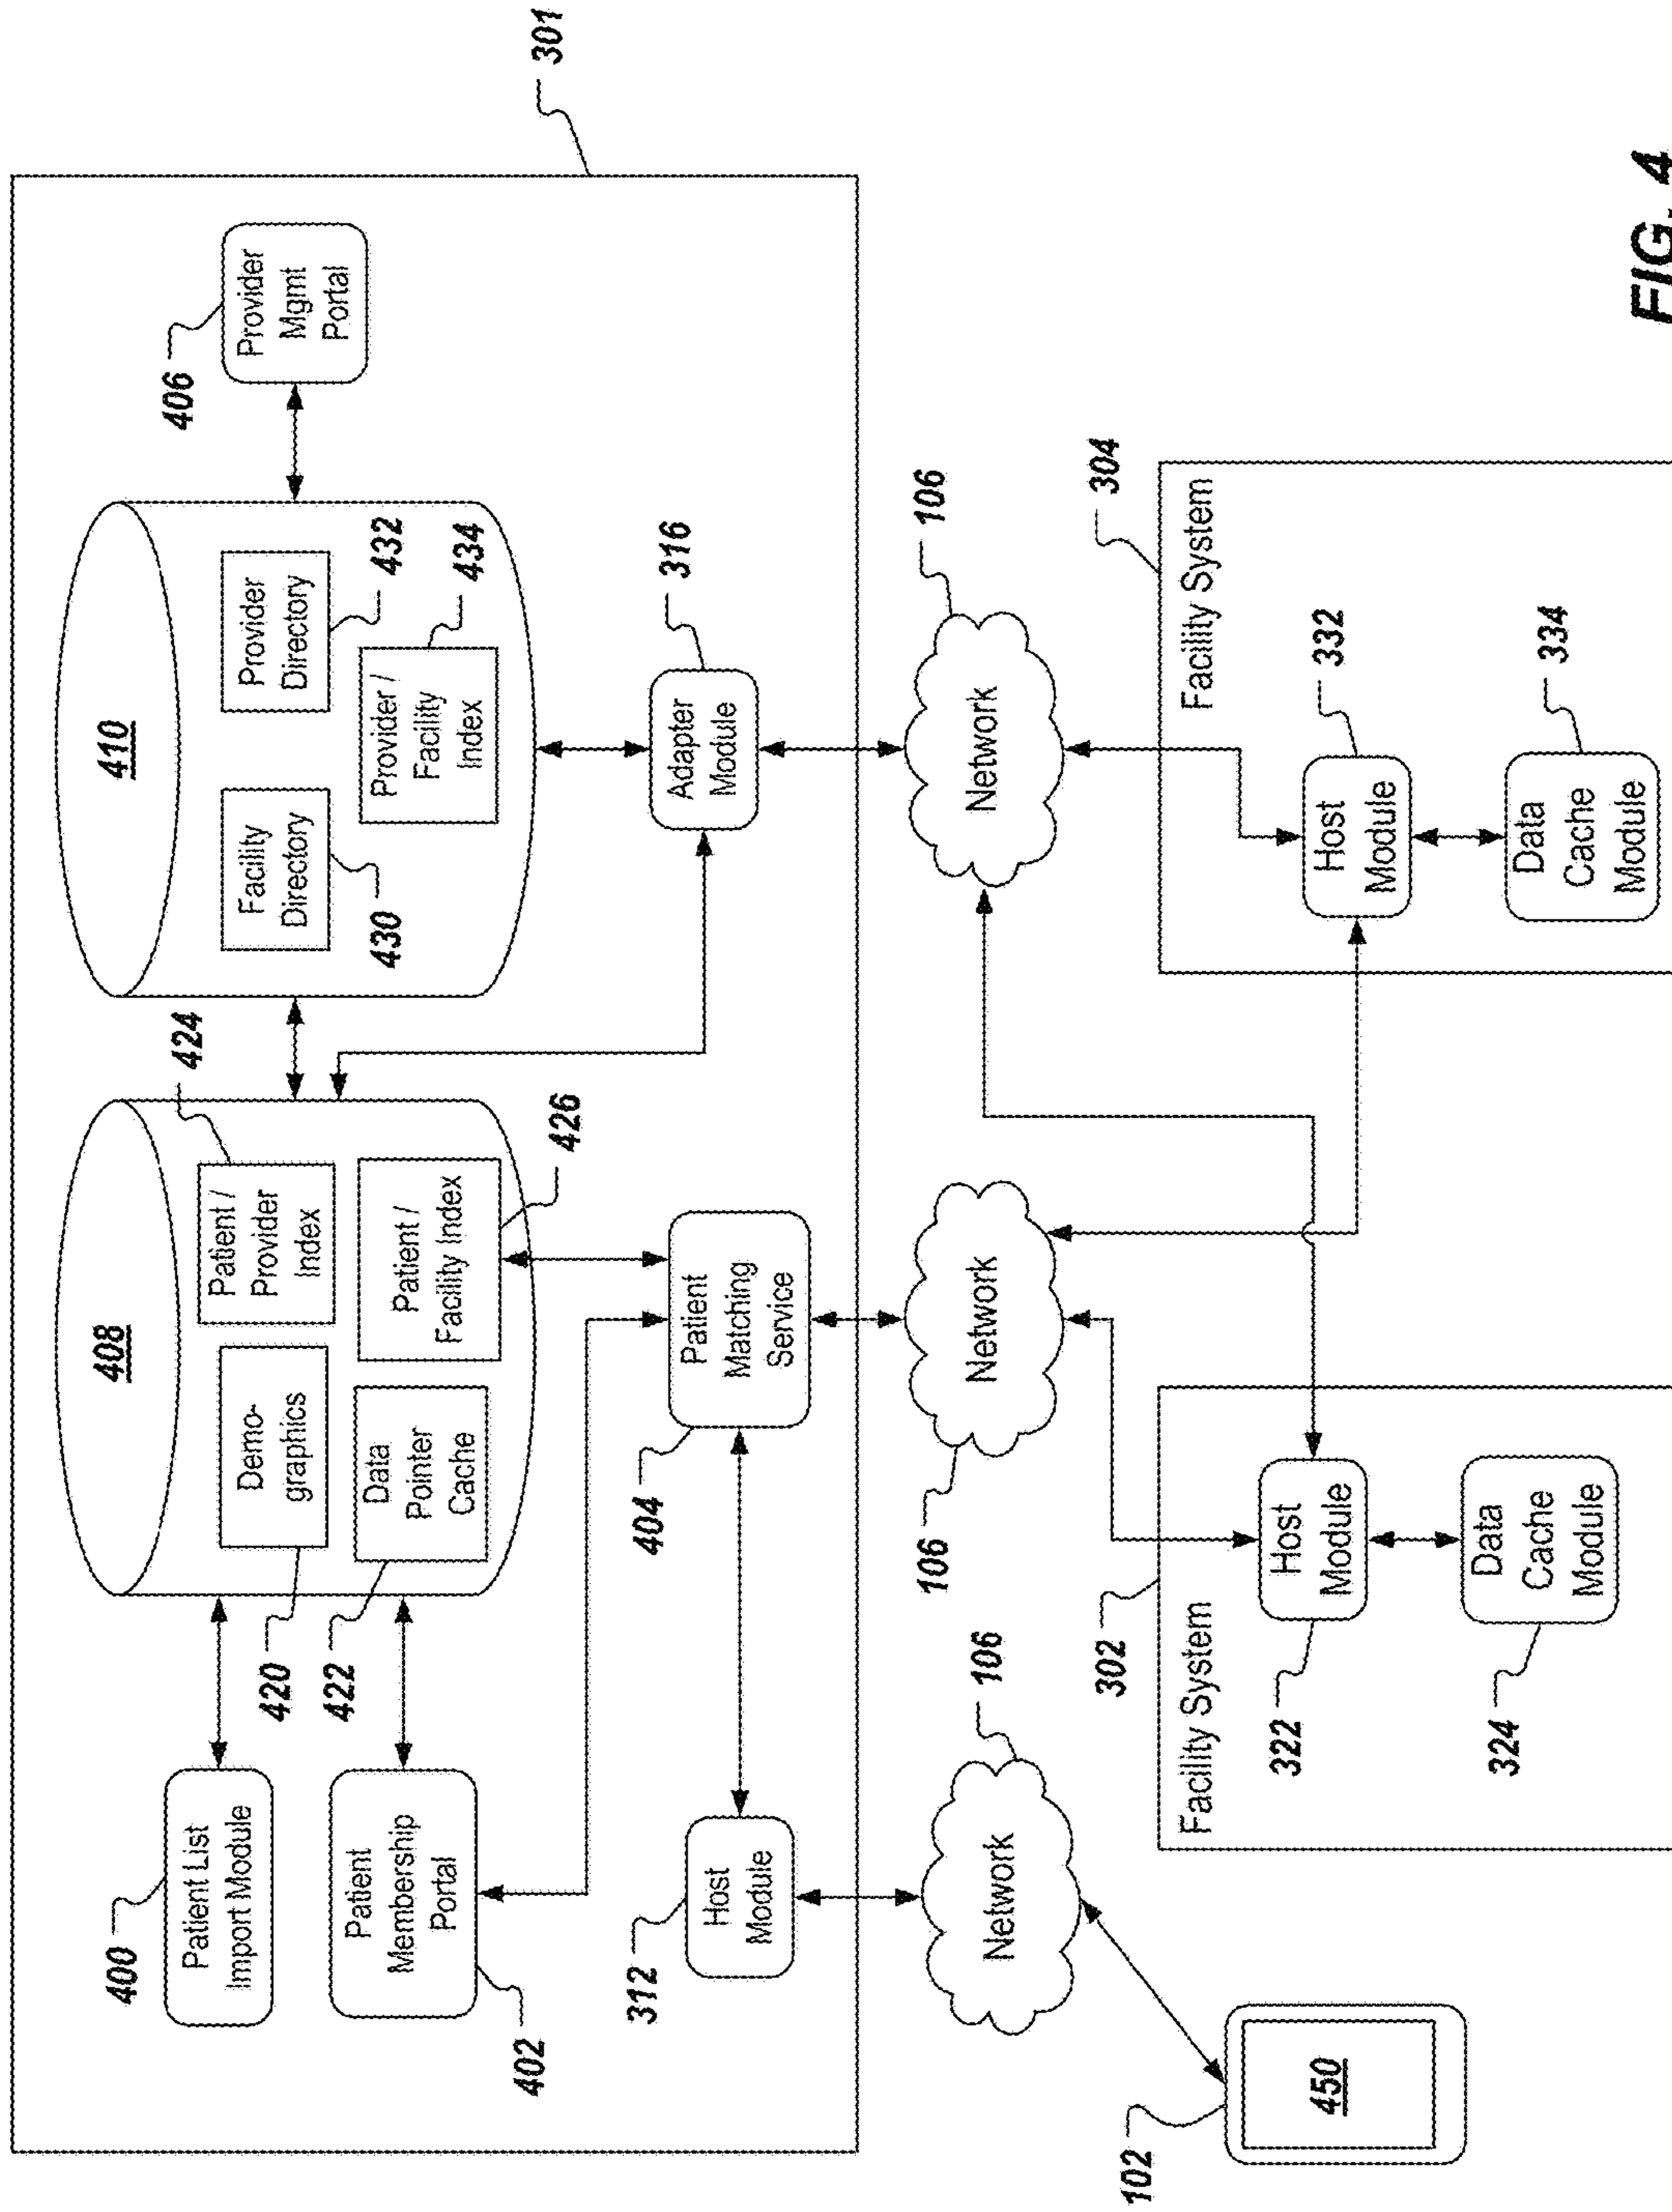 301
408
410
400
Patient List
Import Module
420
Demo-
graphics
Patient /
Provider
Index
424
Facility
Directory
430
Provider
Directory
432
406
Provider
Mgmt
Portal
402
Patient
Membership
Portal
422
Data
Pointer
Cache
Patient /
Facility Index
426
Provider /
Facility
Index
434
312
Host
Module
404
Patient
Matching
Service
Adapter
Module
316
Network
106
Network
106
Network
106
102
450
302
Facility System
322
Host
Module
324
Data
Cache
Module
304
Facility System
Host
Module
332
Data
Cache
Module
334
FIG. 4